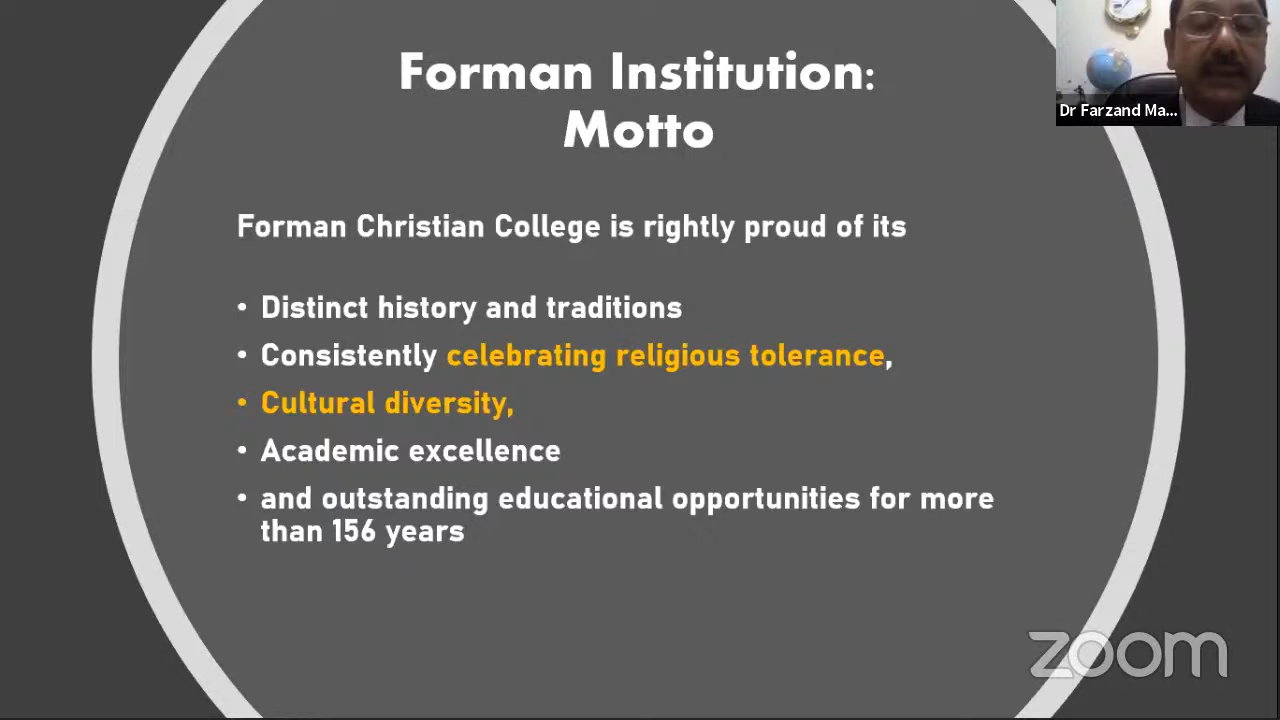 Forman Institution:
Motto
Dr Farzand Ma...
Forman Christian College is rightly proud of its
• Distinct history and traditions
• Consistently celebrating religious tolerance,
• Cultural diversity,
• Academic excellence
• and outstanding educational opportunities for more
than 156 years
zoom